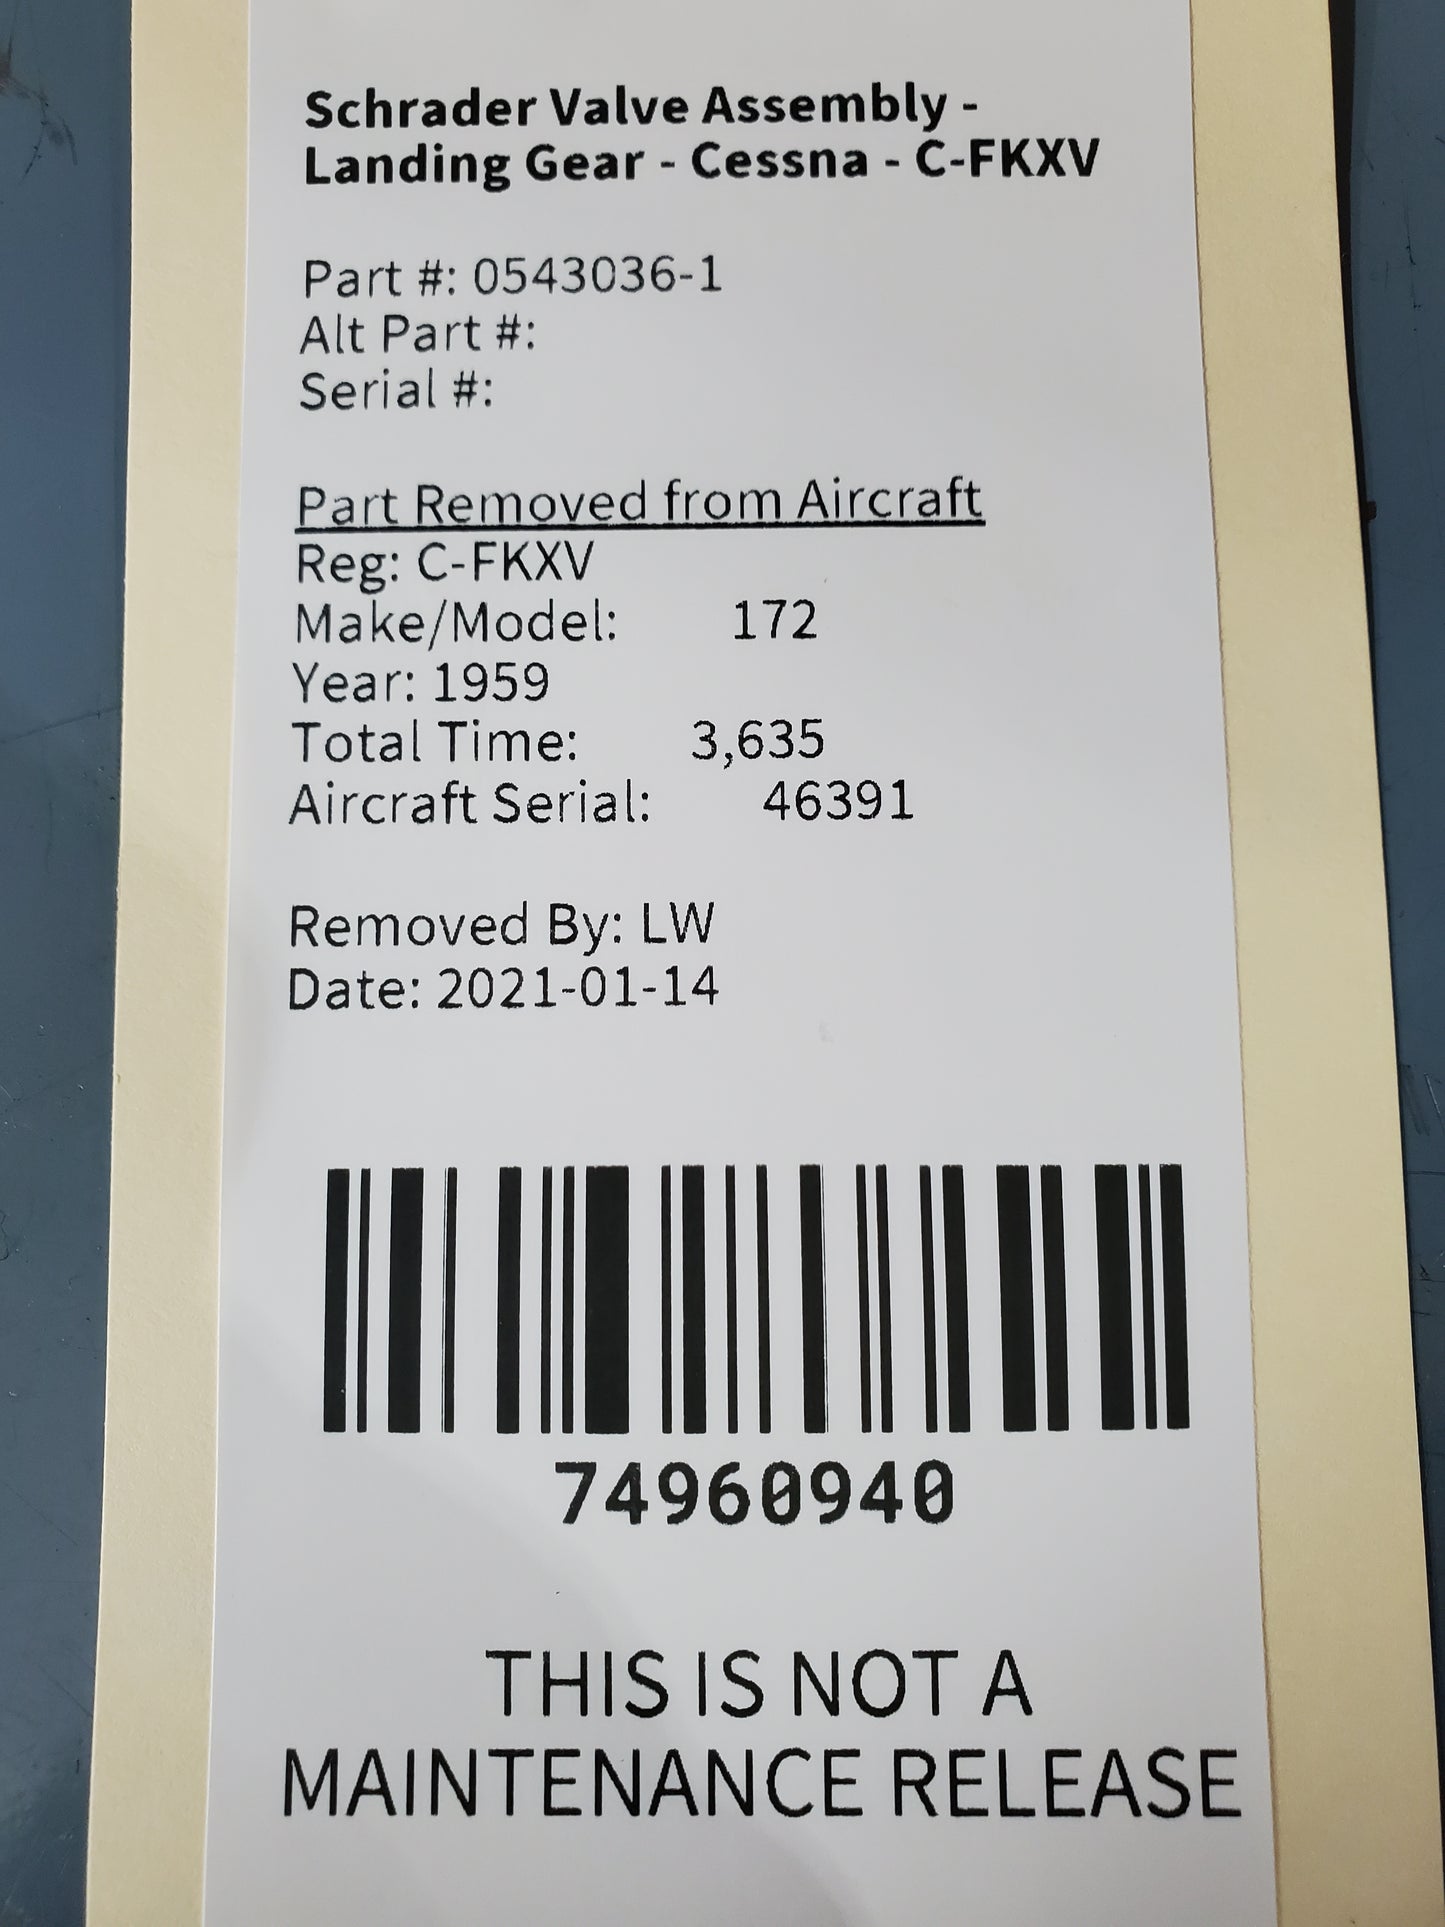 Schrader Valve Assembly -
Landing Gear - Cessna - C-FKXV
Part #: 0543036-1
Alt Part #:
Serial #:
Part Removed from Aircraft
Reg: C-FKXV
Make/Model: 172
Year: 1959
Total Time: 3,635
Aircraft Serial: 46391
Removed By: LW
Date: 2021-01-14
74960940
THIS IS NOT A
MAINTENANCE RELEASE